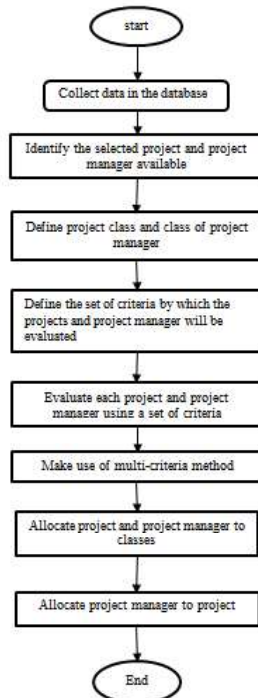 start
Collect data in the database
Identify the selected project and project
manager available
Define project class and class of project
manager
Define the set of criteria by which the
projects and project manager will be
evaluated
Evaluate each project and project
manager using a set of criteria
Make use of multi-criteria method
Allocate project and project manager to
classes
Allocate project manager to project
End